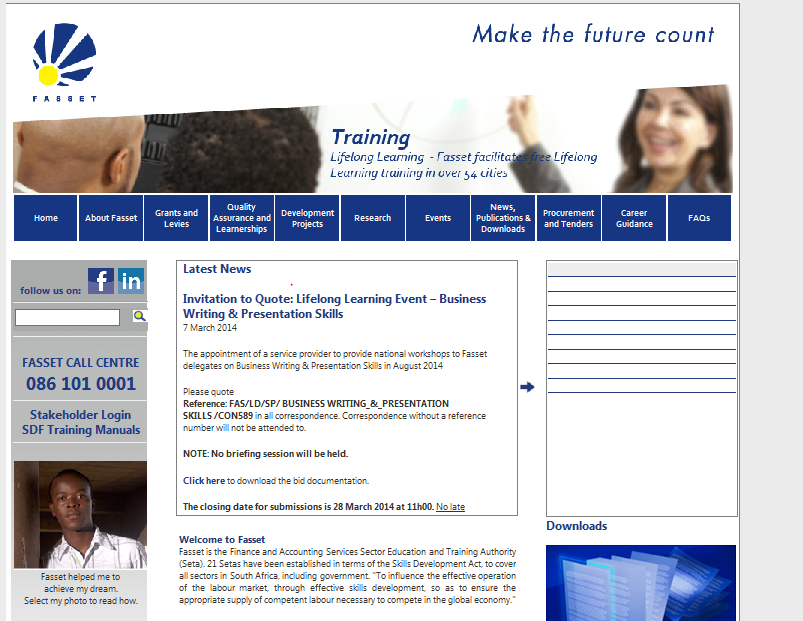 Make the future count
FASSET
Training
Lifelong Learning - Fasset facilitates free Lifelong
Learning training in over 54 cities
Home
About Fasset
Grants and
Levies
Quality
Assurance and
Learnerships
Development
Projects
Research
Events
News,
Publications &
Downloads
Procurement
and Tenders
Career
Guidance
FAQs
follow us on:
f
in
FASSET CALL CENTRE
086 101 0001
Stakeholder Login
SDF Training Manuals
Fasset helped me to
achieve my dream.
Select my photo to read how.
Latest News
Invitation to Quote: Lifelong Learning Event – Business
Writing & Presentation Skills
7 March 2014
The appointment of a service provider to provide national workshops to Fasset
delegates on Business Writing & Presentation Skills in August 2014
Please quote
Reference: FAS/LD/SP/ BUSINESS WRITING_&_PRESENTATION
SKILLS /CON589 in all correspondence. Correspondence without a reference
number will not be attended to.
NOTE: No briefing session will be held.
Click here to download the bid documentation.
The closing date for submissions is 28 March 2014 at 11h00. No late
Welcome to Fasset
Fasset is the Finance and Accounting Services Sector Education and Training Authority
(Seta). 21 Setas have been established in terms of the Skills Development Act, to cover
all sectors in South Africa, including government. "To influence the effective operation
of the labour market, through effective skills development, so as to ensure the
appropriate supply of competent labour necessary to compete in the global economy."
Downloads